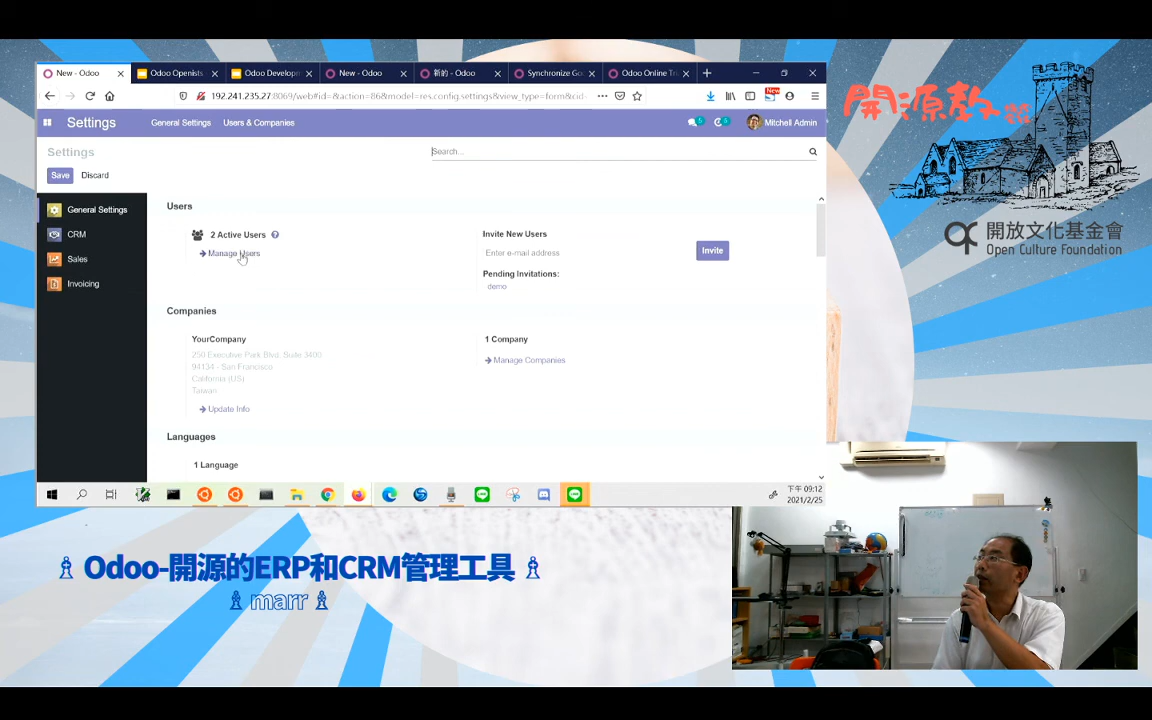 New - Odoo
Odoo Openists
Odoo Developm
New - Odoo
新的 - Odoo
Synchronize Go
Odoo Online Tr
192.241.235.27:8069/web#id=&action=86&model=res.config.settings&view_type=form&cid
New
Settings
General Settings
Users & Companies
Mitchell Admin
Settings
Search...
Save
Discard
General Settings
CRM
Sales
Invoicing
Users
2 Active Users
Manage Users
Invite New Users
Enter e-mail address
Invite
Pending Invitations:
demo
Companies
YourCompany
250 Executive Park Blvd, Suite 3400
94134 - San Francisco
California (US)
Taiwan
Update Info
1 Company
Manage Companies
Languages
1 Language
下午 09:12
2021/2/25
開源教
開放文化基金會
Open Culture Foundation
Odoo-開源的ERP和CRM管理工具
marr